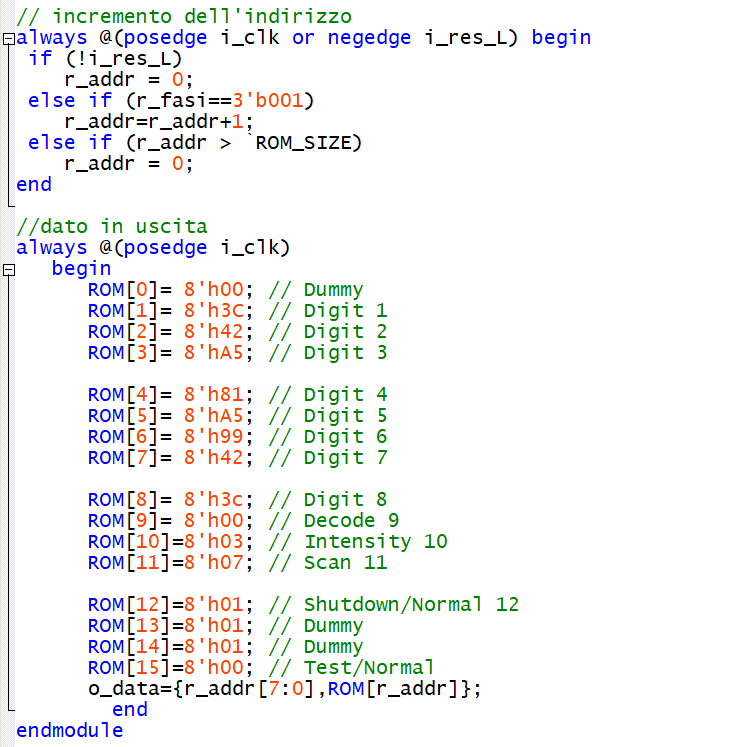 // incremento dell'indirizzo
always @(posedge i_clk or negedge i_res_L) begin
if (!i_res_L)
r_addr = 0;
else if (r_fasi==3'b001)
r_addr=r_addr+1;
else if (r_addr > `ROM_SIZE)
r_addr = 0;
end
//dato in uscita
always @(posedge i_clk)
begin
ROM[0]= 8'h00; // Dummy
ROM[1]= 8'h3C; // Digit 1
ROM[2]= 8'h42; // Digit 2
ROM[3]= 8'hA5; // Digit 3
ROM[4]= 8'h81; // Digit 4
ROM[5]= 8'hA5; // Digit 5
ROM[6]= 8'h99; // Digit 6
ROM[7]= 8'h42; // Digit 7
ROM[8]= 8'h3c; // Digit 8
ROM[9]= 8'h00; // Decode 9
ROM[10]=8'h03; // Intensity 10
ROM[11]=8'h07; // Scan 11
ROM[12]=8'h01; // Shutdown/Normal 12
ROM[13]=8'h01; // Dummy
ROM[14]=8'h01; // Dummy
ROM[15]=8'h00; // Test/Normal
o_data={r_addr[7:0],ROM[r_addr]};
end
endmodule